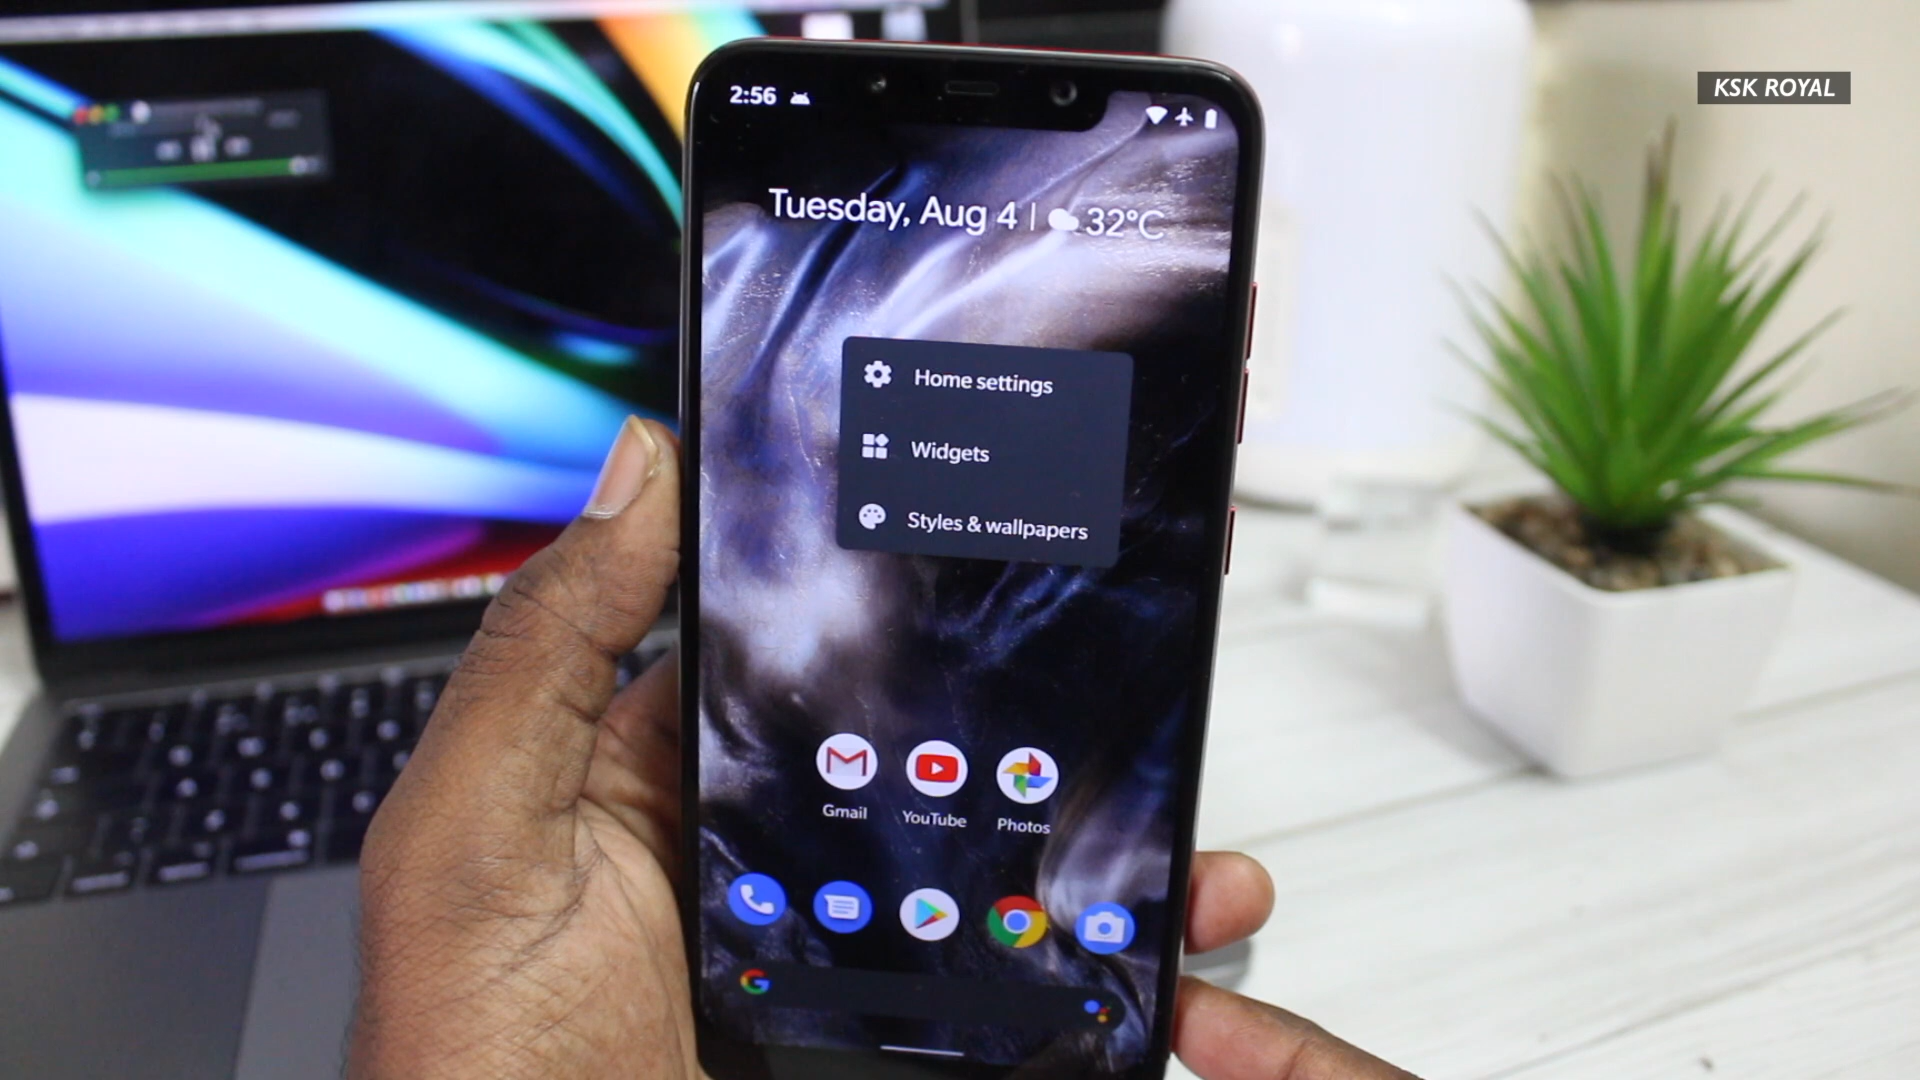 KSK ROYAL
2:56
Tuesday, Aug 4 | 32°C
Home settings
Widgets
Styles & wallpapers
Gmail
YouTube
Photos
G